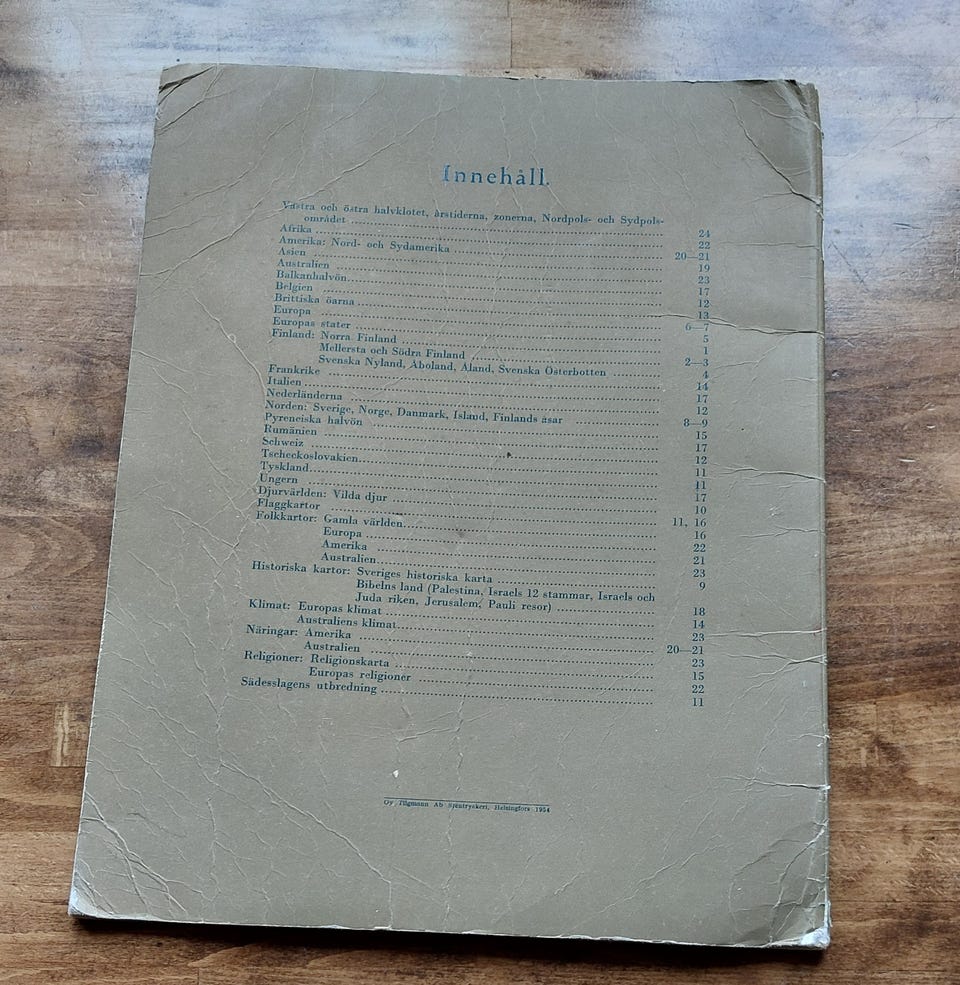 Innehåll.
Västra och östra halvklotet, årstiderna, zonerna, Nordpols- och Sydpols-
området 24
Afrika 22
Amerika: Nord- och Sydamerika 20—21
Asien 19
Australien 23
Balkanhalvön 17
Belgien 12
Brittiska öarna 13
Europa 6—7
Europas stater 5
Finland: Norra Finland 1
Mellersta och Södra Finland 2—3
Svenska Nyland, Åboland, Åland, Svenska Österbotten 4
Frankrike 14
Italien 17
Nederländerna 12
Norden: Sverige, Norge, Danmark, Island, Finlands åsar 8—9
Pyreneiska halvön 15
Rumänien 17
Schweiz 12
Tscheckoslovakien 11
Tyskland 11
Ungern 17
Djurvärlden: Vilda djur 10
Flaggkartor 11, 16
Folkkartor: Gamla världen 16
Europa 22
Amerika 21
Australien 23
Historiska kartor: Sveriges historiska karta 9
Bibelns land (Palestina, Israels 12 stammar, Israels och
Juda riken, Jerusalem, Pauli resor) 18
Klimat: Europas klimat 14
Australiens klimat 23
Näringar: Amerika 20—21
Australien 23
Religioner: Religionskarta 15
Europas religioner 22
Sädesslagens utbredning 11
Oy Tilgmann Ab Stentryckeri, Helsingfors 1954